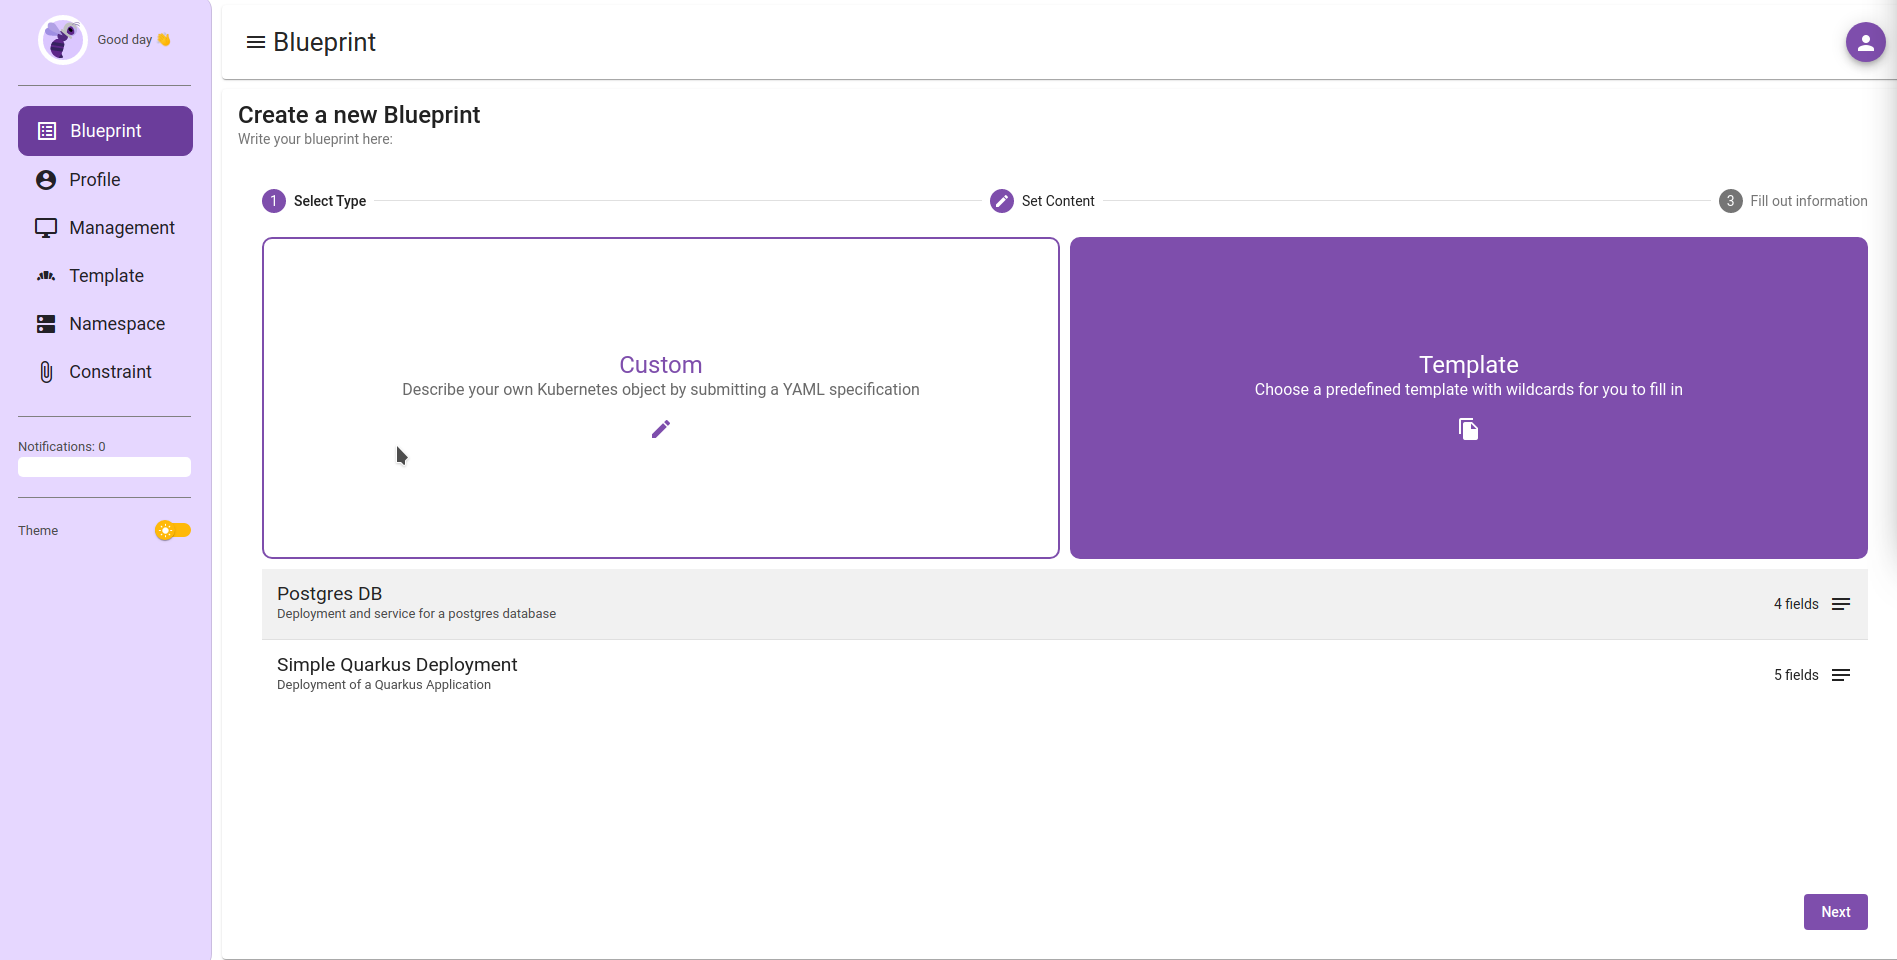 Good day 👋
Blueprint
Profile
Management
Template
Namespace
Constraint
Notifications: 0
Theme
Blueprint
Create a new Blueprint
Write your blueprint here:
1 Select Type
Set Content
3 Fill out information
Custom
Describe your own Kubernetes object by submitting a YAML specification
Template
Choose a predefined template with wildcards for you to fill in
Postgres DB
Deployment and service for a postgres database
4 fields
Simple Quarkus Deployment
Deployment of a Quarkus Application
5 fields
Next